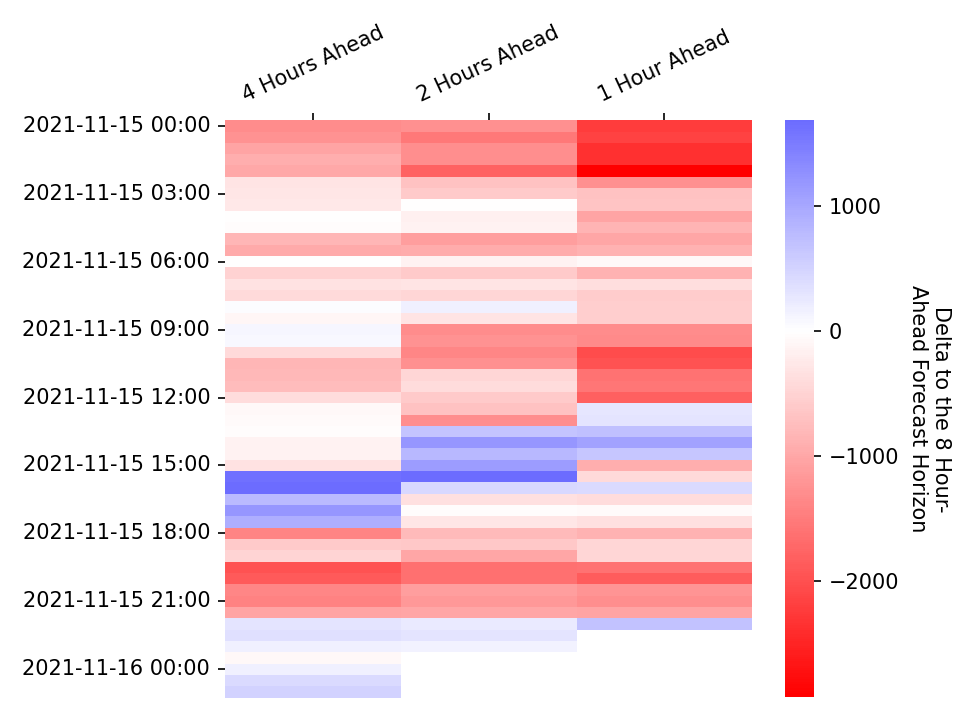 4 Hours Ahead
2 Hours Ahead
1 Hour Ahead
2021-11-15 00:00
2021-11-15 03:00
2021-11-15 06:00
2021-11-15 09:00
2021-11-15 12:00
2021-11-15 15:00
2021-11-15 18:00
2021-11-15 21:00
2021-11-16 00:00
1000
0
−1000
−2000
Delta to the 8 Hour-
Ahead Forecast Horizon